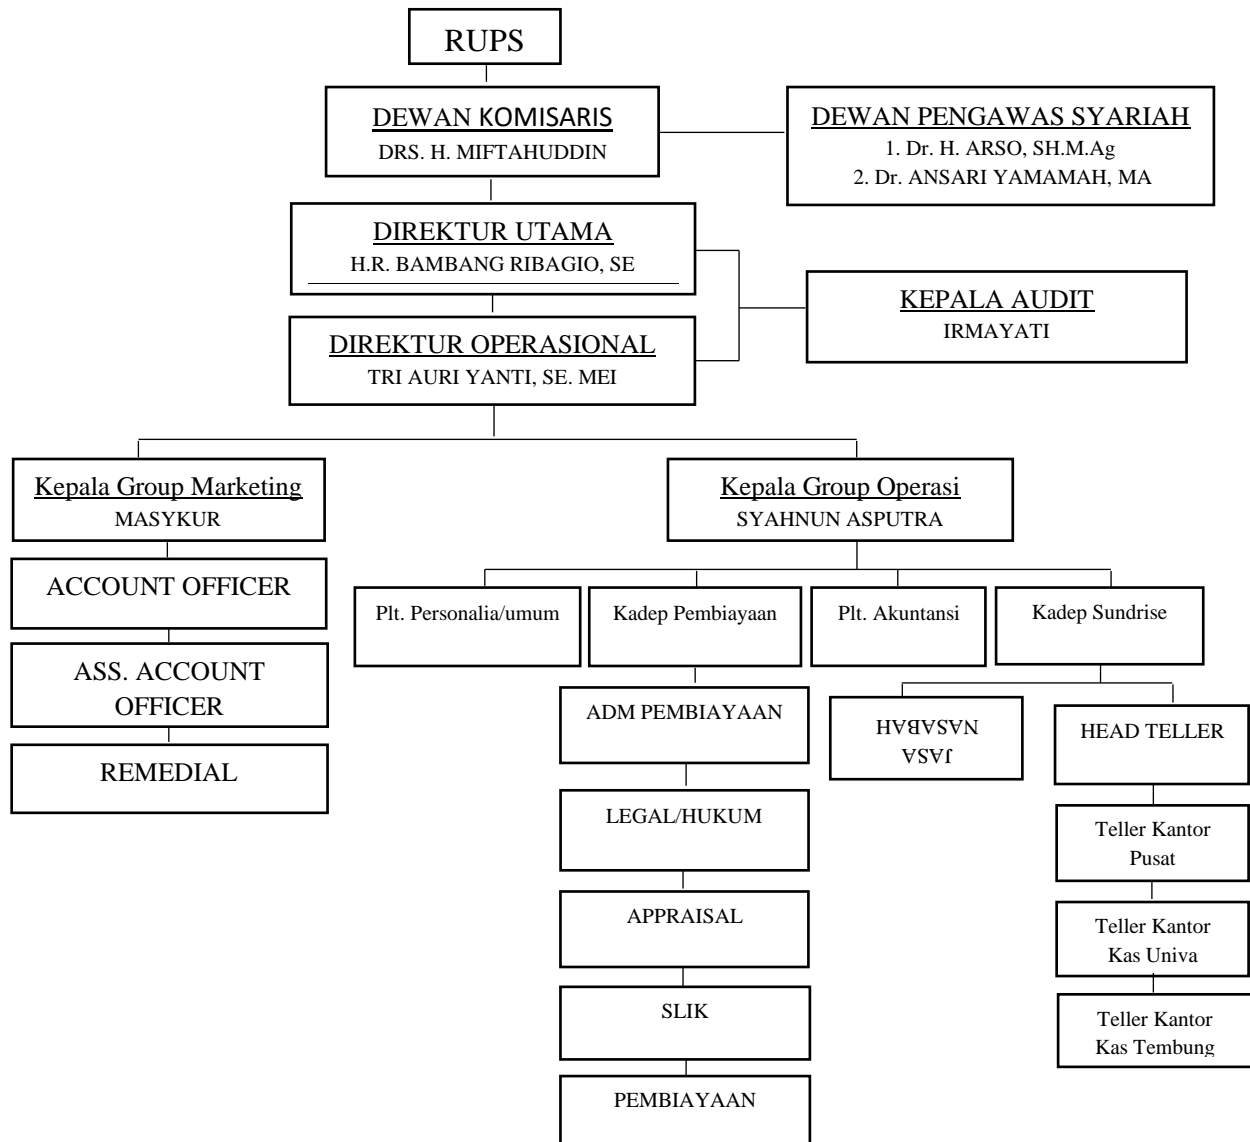 RUPS
DEWAN KOMISARIS
DRS. H. MIFTAHUDDIN
DEWAN PENGAWAS SYARIAH
1. Dr. H. ARSO, SH.M.Ag
2. Dr. ANSARI YAMAMAH, MA
DIREKTUR UTAMA
H.R. BAMBANG RIBAGIO, SE
KEPALA AUDIT
IRMAYATI
DIREKTUR OPERASIONAL
TRI AURI YANTI, SE. MEI
Kepala Group Marketing
MASYKUR
Kepala Group Operasi
SYAHNUN ASPUTRA
ACCOUNT OFFICER
ASS. ACCOUNT
OFFICER
REMEDIAL
Plt. Personalia/umum
Kadep Pembiayaan
Plt. Akuntansi
Kadep Sundrise
ADM PEMBIAYAAN
LEGAL/HUKUM
APPRAISAL
SLIK
PEMBIAYAAN
JASA
NASABAH
HEAD TELLER
Teller Kantor
Pusat
Teller Kantor
Kas Univa
Teller Kantor
Kas Tembung